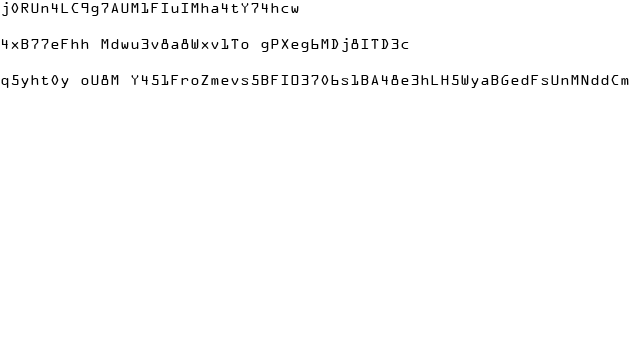 j0RUn4LC9g7AUM1FIuIMha4tY74hcw
4xB77eFhh Mdwu3v8a8Wxv1To gPXeg6MDj8ITD3c
q5yht0y oU8M Y451FroZmevs5BFIO3706s1BA48e3hLH5WyaBGedFsUnMNddCm